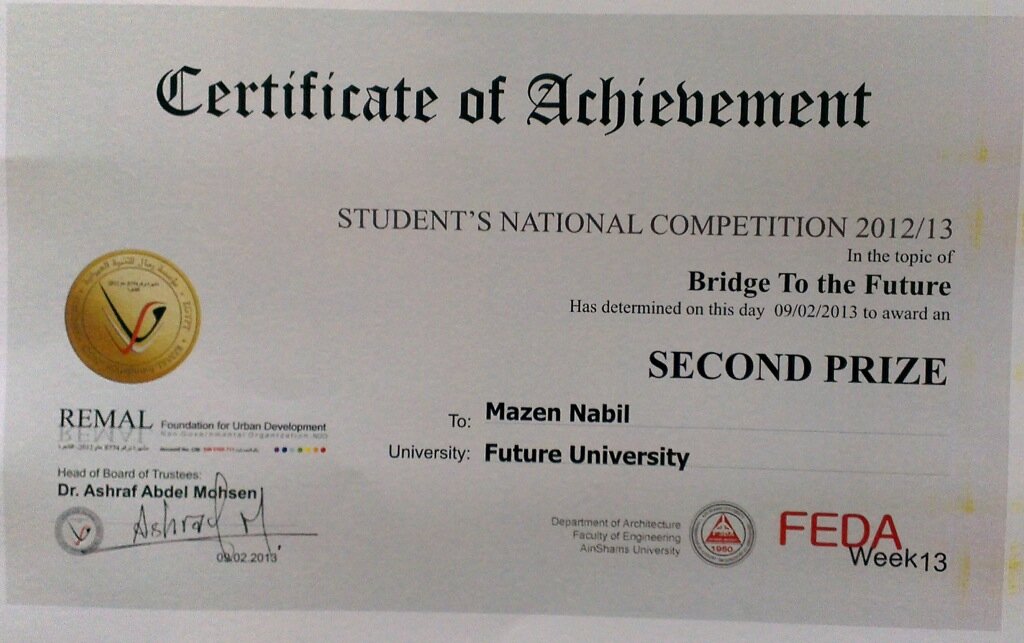 Certificate of Achievement
STUDENT'S NATIONAL COMPETITION 2012/13
In the topic of
Bridge To the Future
Has determined on this day 09/02/2013 to award an
SECOND PRIZE
To: Mazen Nabil
University: Future University
REMAL Foundation for Urban Development
Non-Governmental Organization NGO
Head of Board of Trustees:
Dr. Ashraf Abdel Mohsen
Ashraf M
09.02.2013
Department of Architecture
Faculty of Engineering
AinShams University
1950
FEDA
Week13